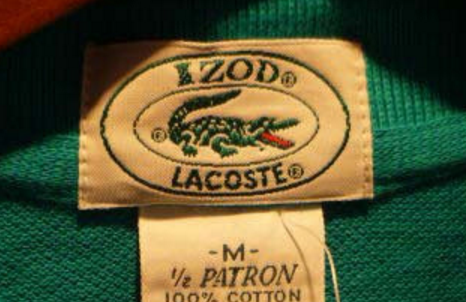 IZOD®
®
LACOSTE®
-M-
½ PATRON
100% COTTON